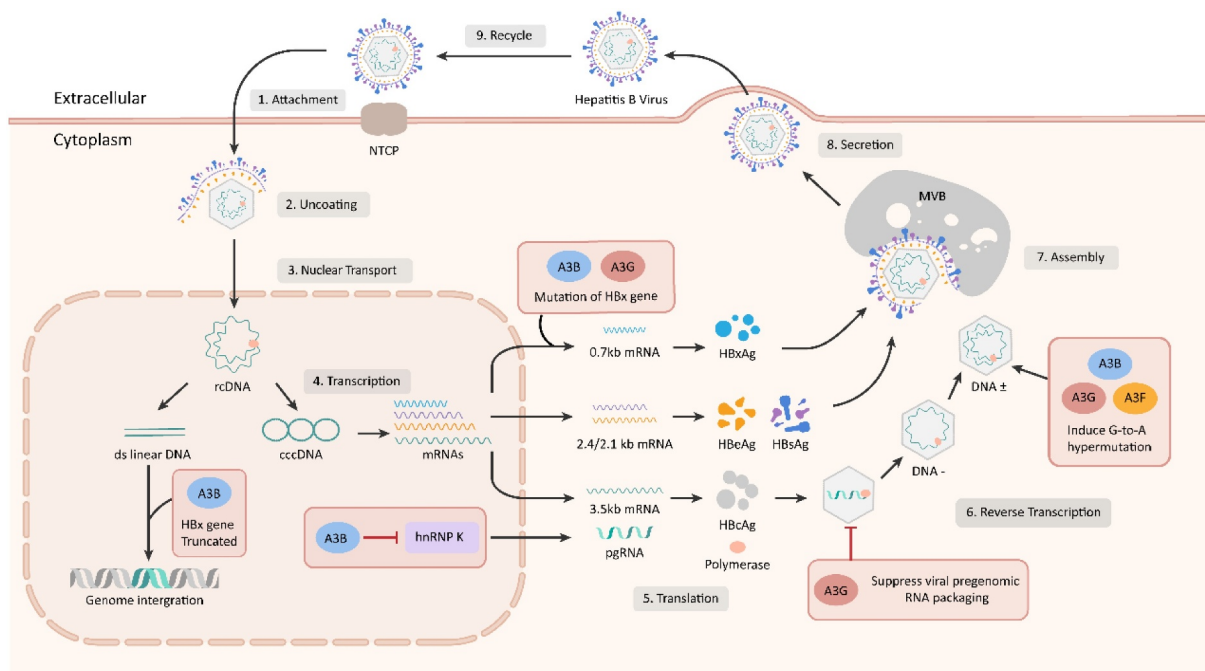 9. Recycle
Hepatitis B Virus
Extracellular
1. Attachment
Cytoplasm
NTCP
8. Secretion
2. Uncoating
MVB
3. Nuclear Transport
7. Assembly
A3B
A3G
Mutation of HBx gene
0.7kb mRNA
HBxAg
rcDNA
4. Transcription
DNA ±
A3B
A3G
A3F
Induce G-to-A
hypermutation
ds linear DNA
cccDNA
mRNAs
2.4/2.1 kb mRNA
HBeAg
HBsAg
DNA -
A3B
HBx gene
Truncated
3.5kb mRNA
HBcAg
6. Reverse Transcription
A3B
hnRNP K
pgRNA
Polymerase
Genome intergration
5. Translation
A3G
Suppress viral pregenomic
RNA packaging